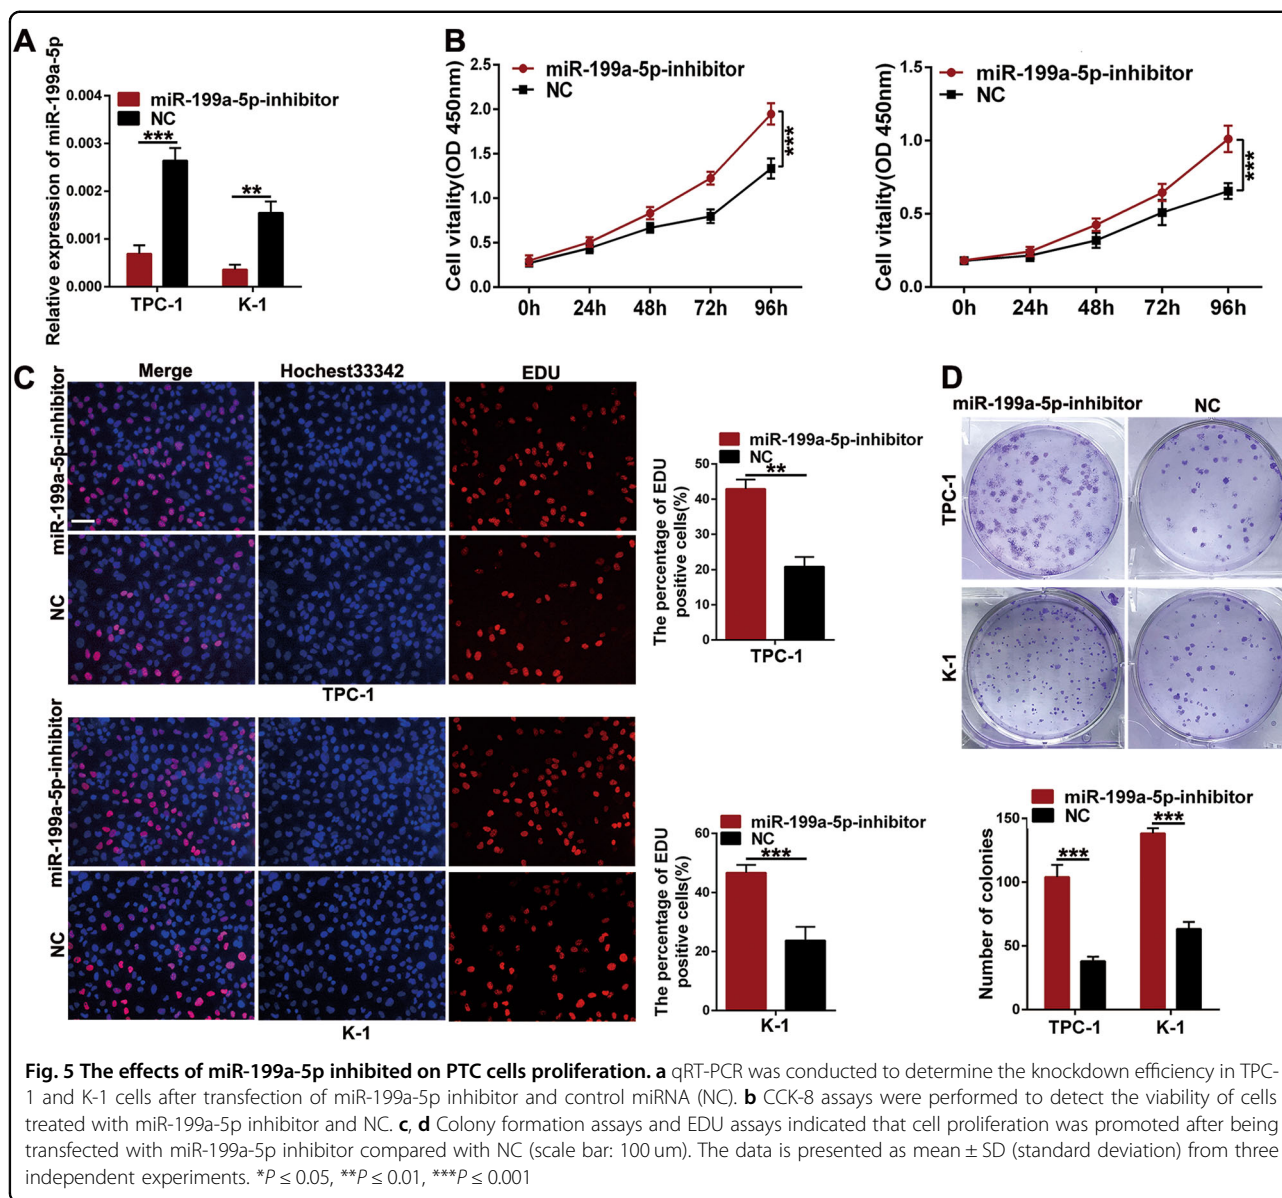 A
Relative expression of miR-199a-5p
0.004
0.003
0.002
0.001
0.000
miR-199a-5p-inhibitor
NC
***
**
TPC-1
K-1
B
Cell vitality(OD 450nm)
2.5
2.0
1.5
1.0
0.5
0.0
miR-199a-5p-inhibitor
NC
***
0h 24h 48h 72h 96h
Cell vitality(OD 450nm)
1.5
1.0
0.5
0.0
miR-199a-5p-inhibitor
NC
***
0h 24h 48h 72h 96h
C
Merge Hochest33342 EDU
miR-199a-5p-inhibitor
NC
TPC-1
miR-199a-5p-inhibitor
NC
K-1
The percentage of EDU
positive cells(%)
50
40
30
20
10
0
miR-199a-5p-inhibitor
NC
**
TPC-1
The percentage of EDU
positive cells(%)
60
40
20
0
miR-199a-5p-inhibitor
NC
***
K-1
D
miR-199a-5p-inhibitor NC
TPC-1
K-1
Number of colonies
150
100
50
0
miR-199a-5p-inhibitor
NC
***
***
TPC-1
K-1
Fig. 5 The effects of miR-199a-5p inhibited on PTC cells proliferation. a qRT-PCR was conducted to determine the knockdown efficiency in TPC-
1 and K-1 cells after transfection of miR-199a-5p inhibitor and control miRNA (NC). b CCK-8 assays were performed to detect the viability of cells
treated with miR-199a-5p inhibitor and NC. c, d Colony formation assays and EDU assays indicated that cell proliferation was promoted after being
transfected with miR-199a-5p inhibitor compared with NC (scale bar: 100 um). The data is presented as mean ± SD (standard deviation) from three
independent experiments. *P ≤ 0.05, **P ≤ 0.01, ***P ≤ 0.001